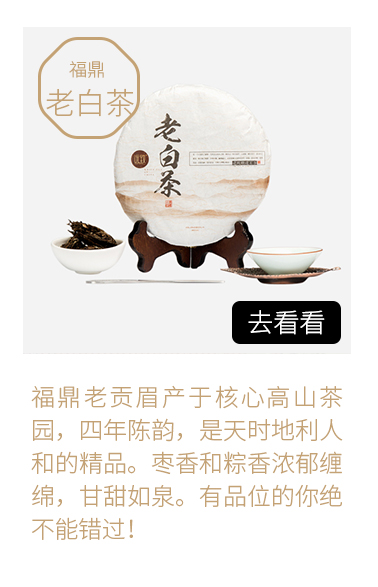 福鼎
老白茶
老白茶
去看看
福鼎老贡眉产于核心高山茶
园，四年陈韵，是天时地利人
和的精品。枣香和粽香浓郁缠
绵，甘甜如泉。有品位的你绝
不能错过！